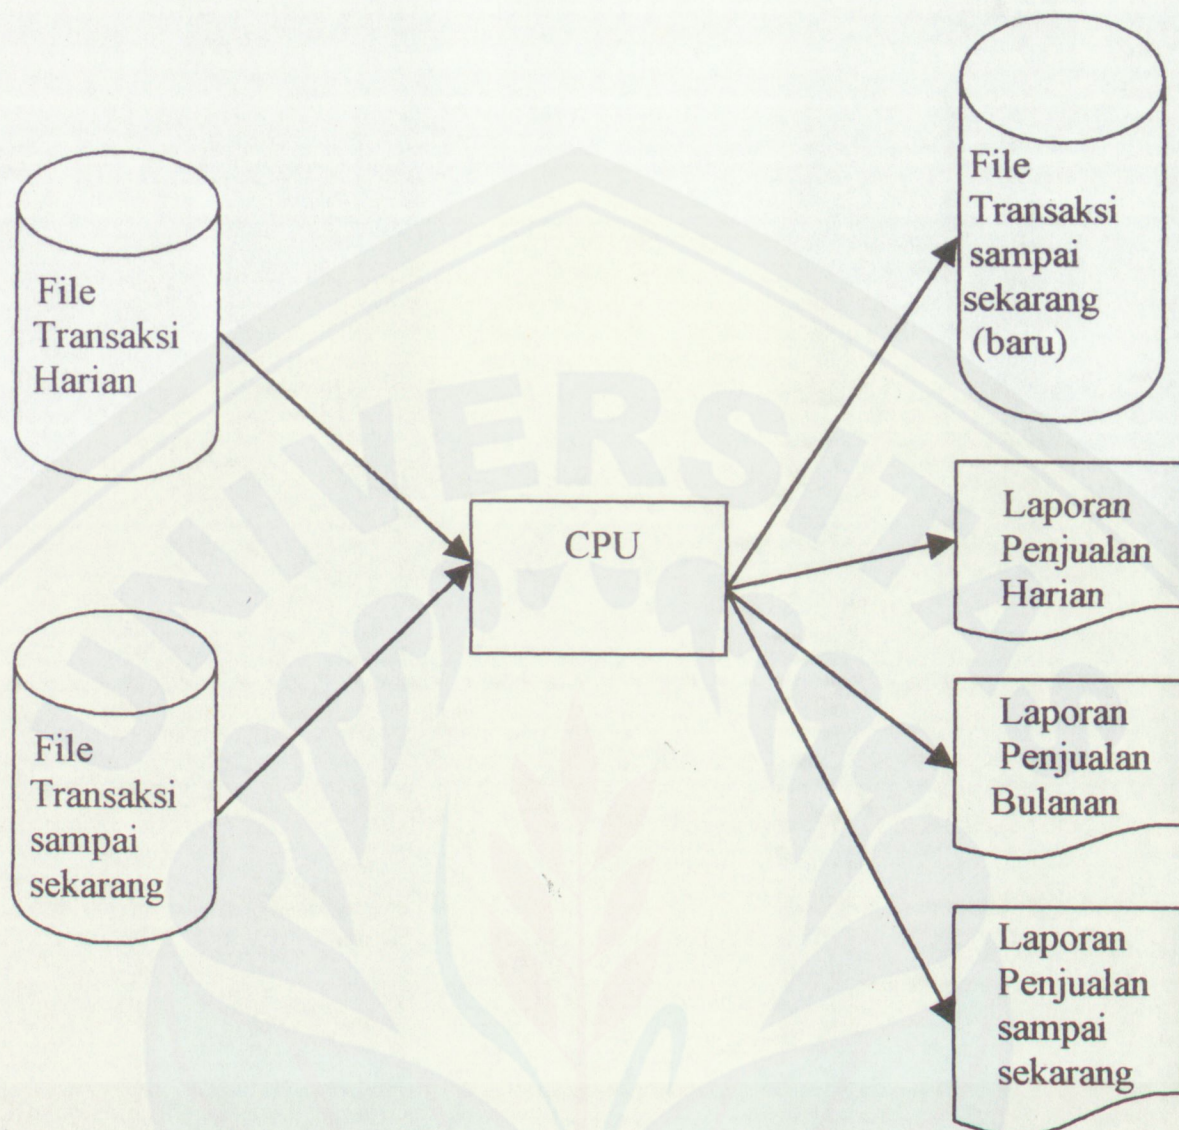 File
Transaksi
Harian
File
Transaksi
sampai
sekarang
CPU
File
Transaksi
sampai
sekarang
(baru)
Laporan
Penjualan
Harian
Laporan
Penjualan
Bulanan
Laporan
Penjualan
sampai
sekarang
UNIVERSITAS